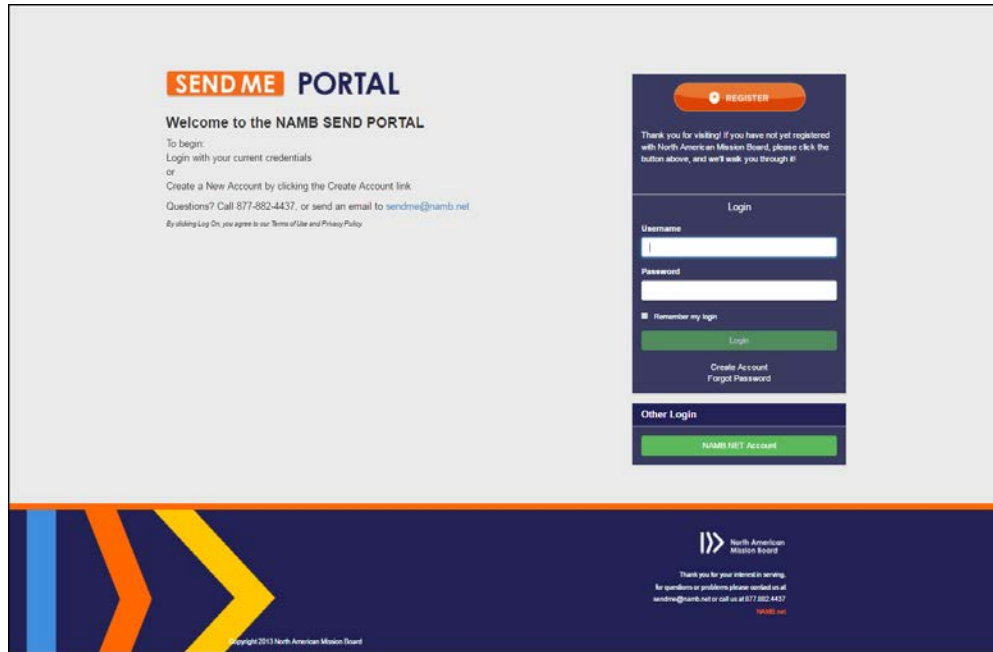 SEND ME PORTAL
Welcome to the NAMB SEND PORTAL
To begin:
Login with your current credentials
or
Create a New Account by clicking the Create Account link
Questions? Call 877-882-4437, or send an email to sendme@namb.net
By clicking Log On, you agree to our Terms of Use and Privacy Policy
REGISTER
Thank you for visiting! If you have not yet registered
with North American Mission Board, please click the
button above, and we'll walk you through it!
Login
Username
Password
Remember my login
Login
Create Account
Forgot Password
Other Login
NAMB.NET Account
North American
Mission Board
Thank you for your interest in serving,
for questions or problems please contact us at
sendme@namb.net or call us at 877.882.4437
NAMB.net
Copyright 2013 North American Mission Board